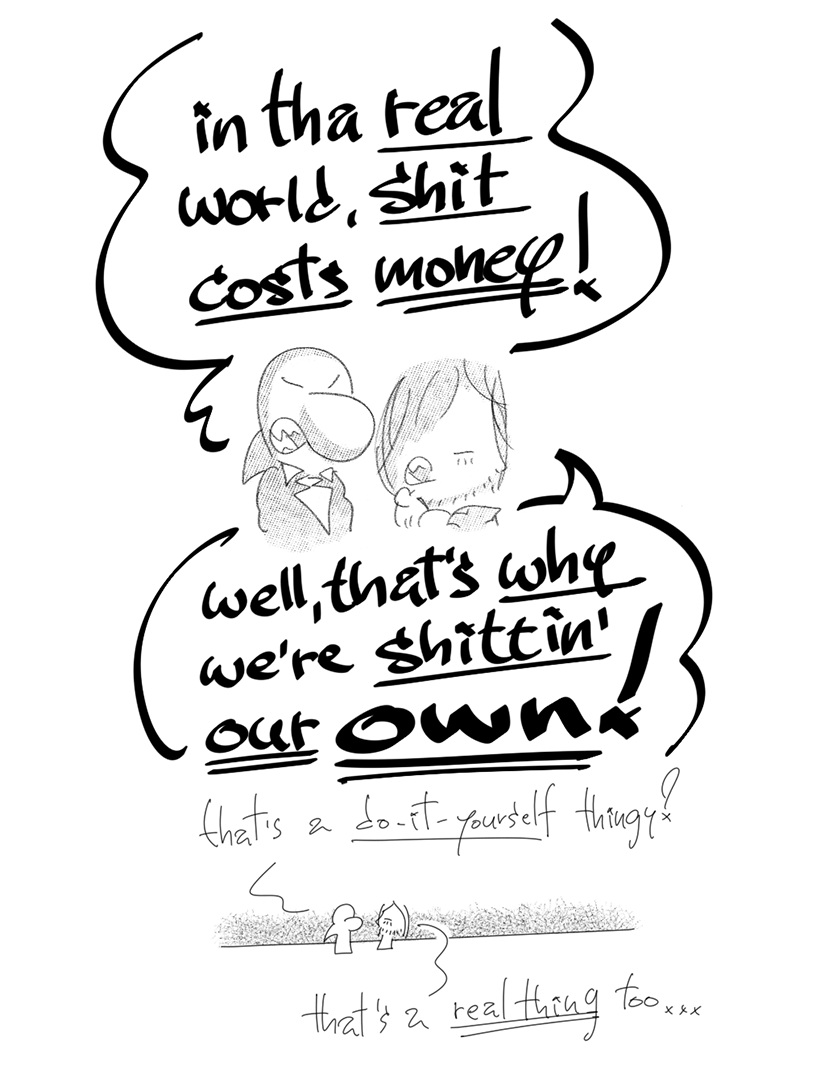 in tha real
world, shit
costs money!
well, that's why
we're shittin'
our own!
that's a do-it-yourself thingy?
that's a real thing too...